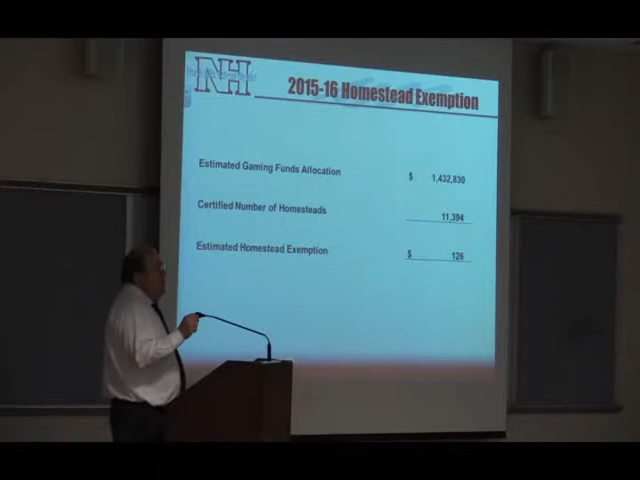 NH
2015-16 Homestead Exemption
Estimated Gaming Funds Allocation $ 1,432,830
Certified Number of Homesteads 11,394
Estimated Homestead Exemption $ 126